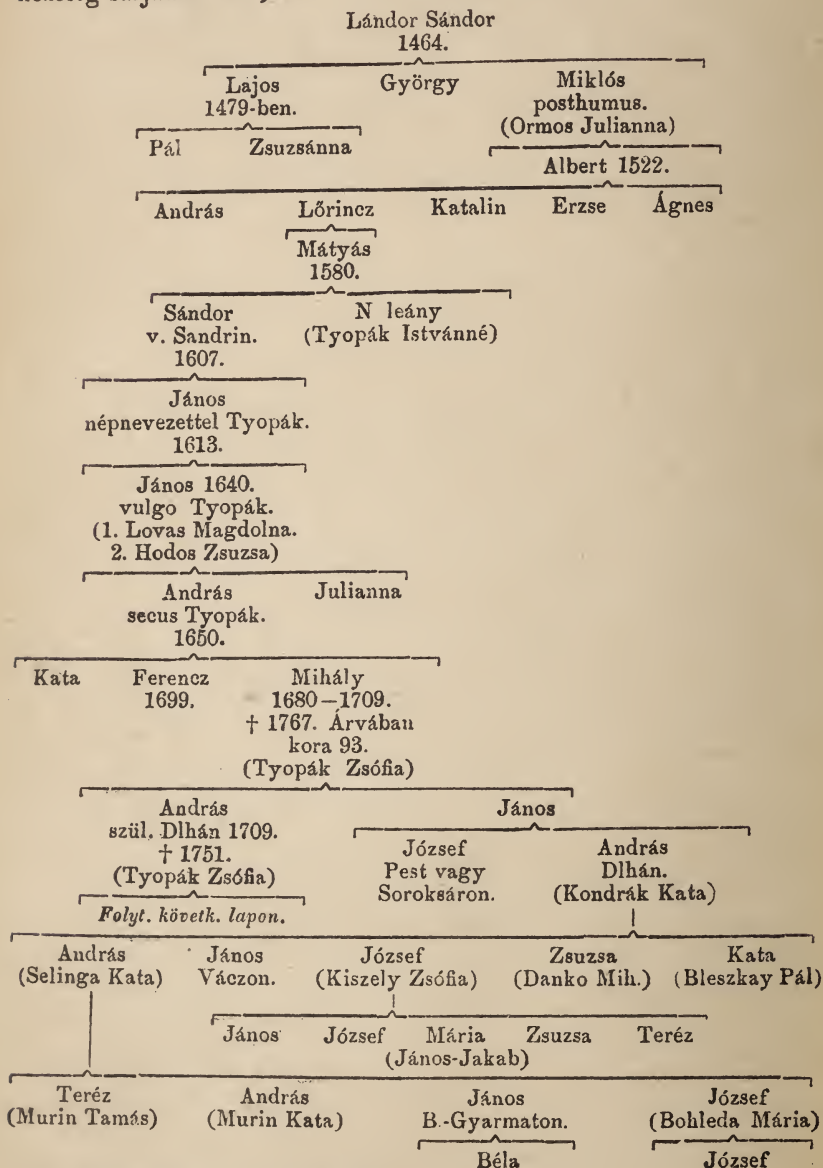 Lándor Sándor
1464.
Lajos György Miklós
1479-ben. posthumus.
(Ormos Julianna)
Pál Zsuzsánna Albert 1522.
András Lőrincz Katalin Erzse Ágnes
Mátyás
1580.
Sándor N leány
v. Sandrin. (Tyopák Istvánné)
1607.
János
népnevezettel Tyopák.
1613.
János 1640.
vulgo Tyopák.
(1. Lovas Magdolna.
2. Hodos Zsuzsa)
András Julianna
secus Tyopák.
1650.
Kata Ferencz Mihály
1699. 1680–1709.
† 1767. Árvában
kora 93.
(Tyopák Zsófia)
András János
szül. Dlhán 1709.
† 1751.
(Tyopák Zsófia)
József András
Pest vagy Dlhán.
Soroksáron. (Kondrák Kata)
Folyt. követk. lapon.
András János József Zsuzsa Kata
(Selinga Kata) Váczon. (Kiszely Zsófia) (Danko Mih.) (Bleszkay Pál)
János József Mária Zsuzsa Teréz
(János-Jakab)
Teréz András János József
(Murin Tamás) (Murin Kata) B.-Gyarmaton. (Bohleda Mária)
Béla József